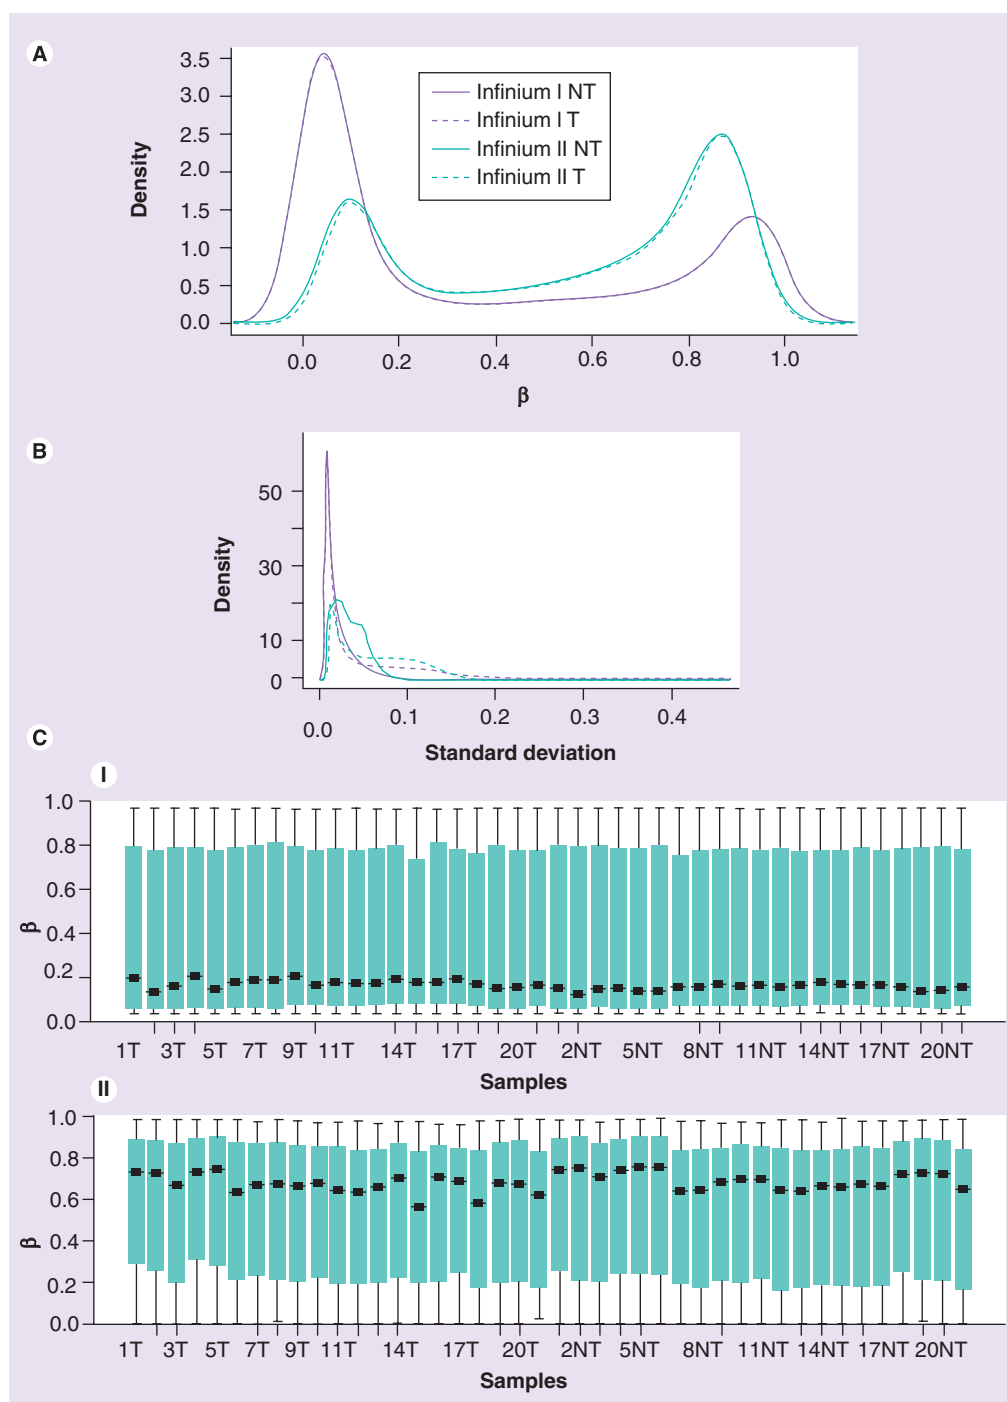 A
3.5
3.0
2.5
2.0
1.5
1.0
0.5
0.0
Density
Infinium I NT
Infinium I T
Infinium II NT
Infinium II T
0.0 0.2 0.4 0.6 0.8 1.0
β
B
50
30
10
0
Density
0.0 0.1 0.2 0.3 0.4
Standard deviation
C
I
1.0
0.8
0.6
0.4
0.2
0.0
β
1T 3T 5T 7T 9T 11T 14T 17T 20T 2NT 5NT 8NT 11NT 14NT 17NT 20NT
Samples
II
1.0
0.8
0.6
0.4
0.2
0.0
β
1T 3T 5T 7T 9T 11T 14T 17T 20T 2NT 5NT 8NT 11NT 14NT 17NT 20NT
Samples